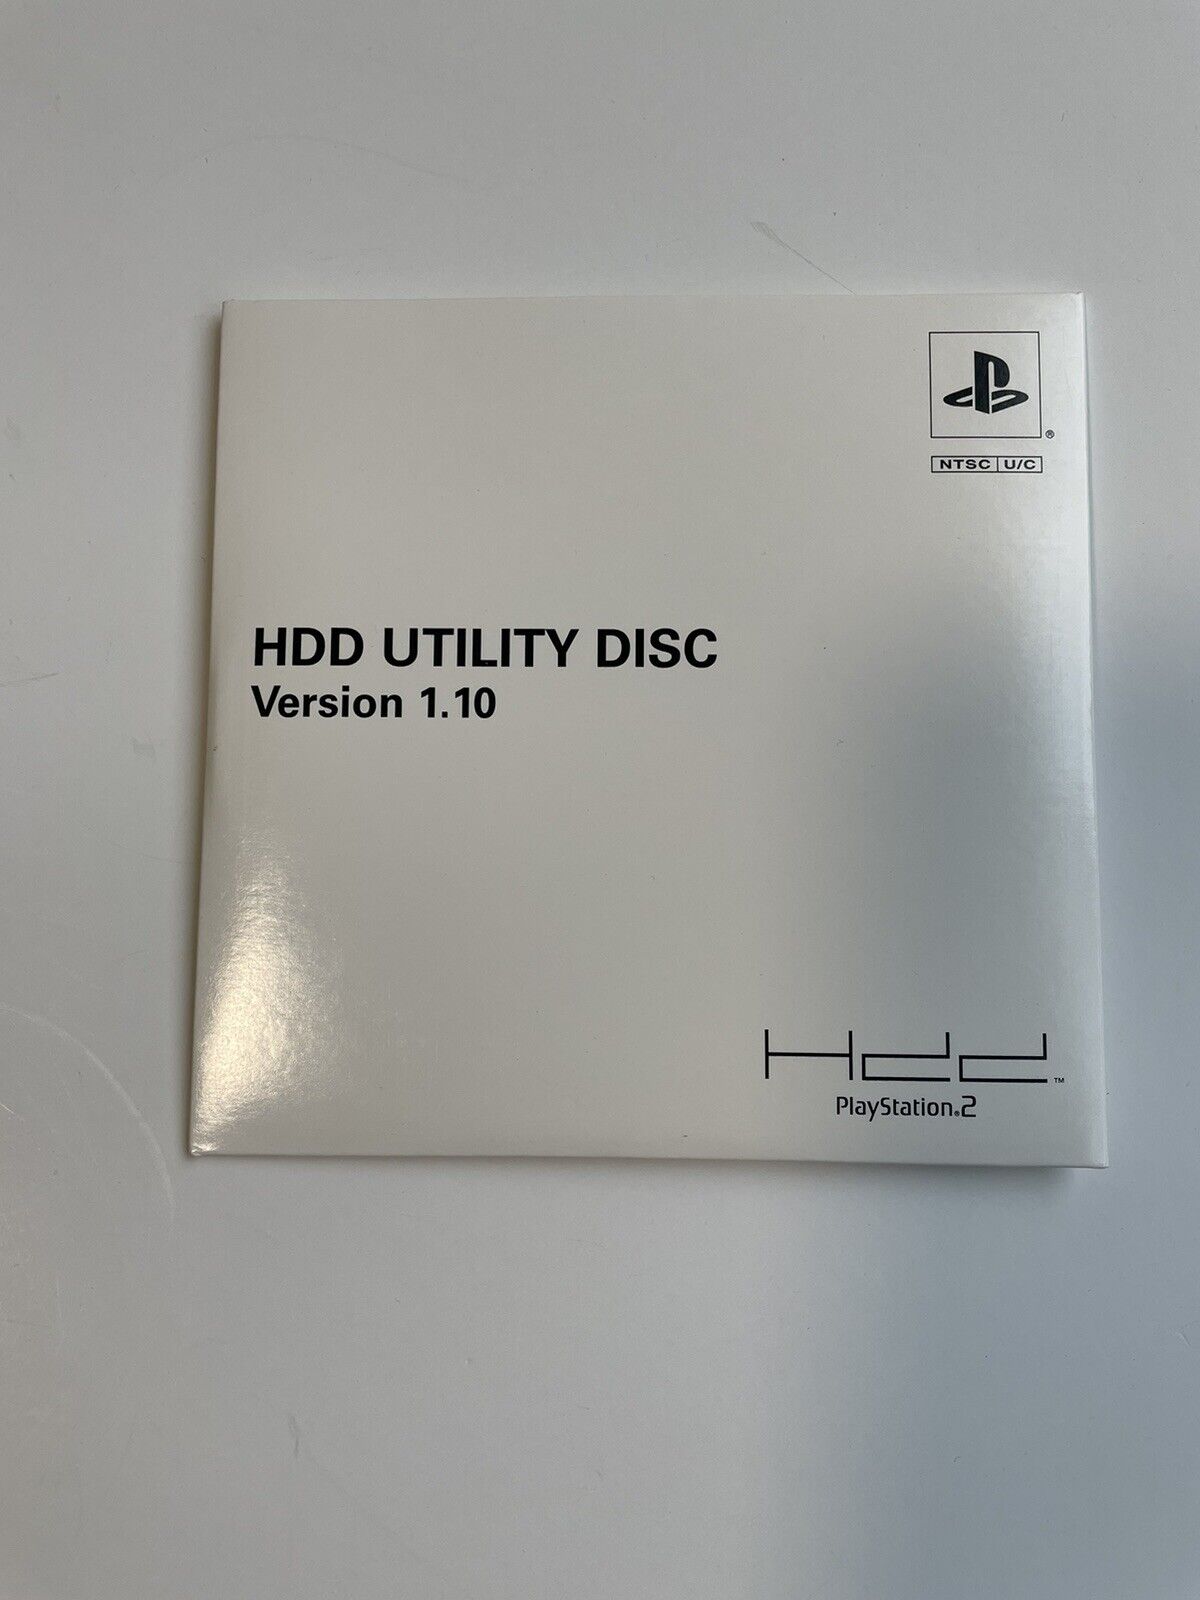 ®
NTSC U/C
HDD UTILITY DISC
Version 1.10
Hdd™
PlayStation®2